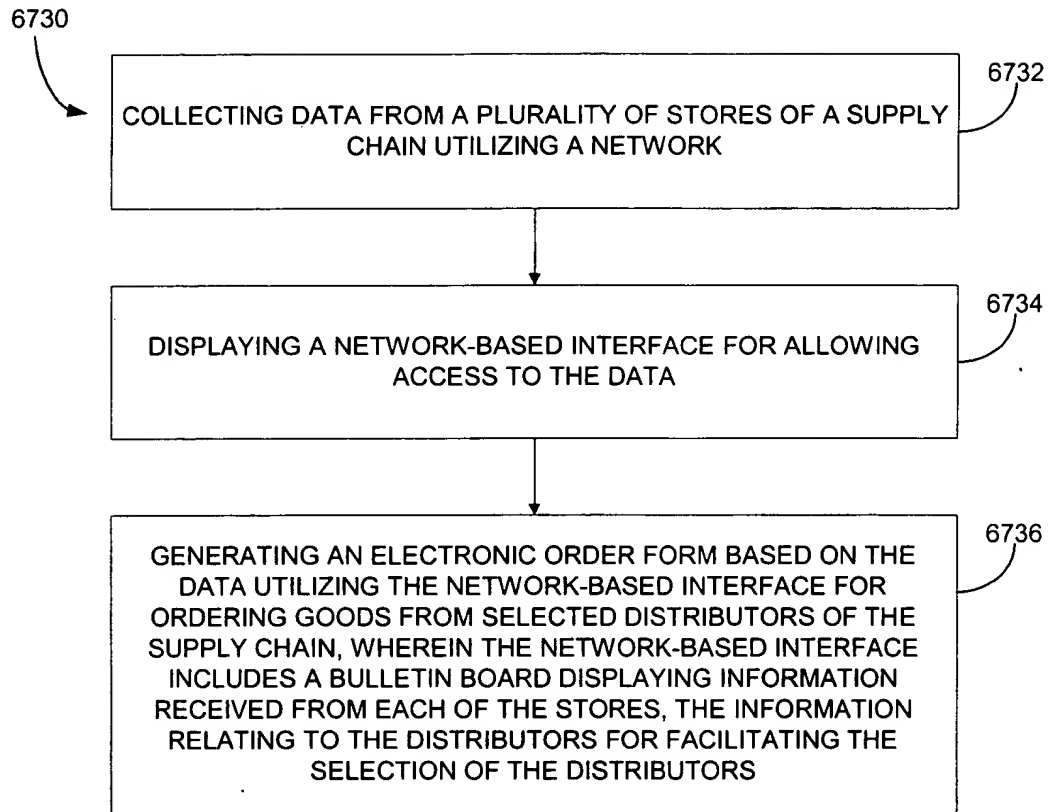 6730
6732
COLLECTING DATA FROM A PLURALITY OF STORES OF A SUPPLY
CHAIN UTILIZING A NETWORK
6734
DISPLAYING A NETWORK-BASED INTERFACE FOR ALLOWING
ACCESS TO THE DATA
6736
GENERATING AN ELECTRONIC ORDER FORM BASED ON THE
DATA UTILIZING THE NETWORK-BASED INTERFACE FOR
ORDERING GOODS FROM SELECTED DISTRIBUTORS OF THE
SUPPLY CHAIN, WHEREIN THE NETWORK-BASED INTERFACE
INCLUDES A BULLETIN BOARD DISPLAYING INFORMATION
RECEIVED FROM EACH OF THE STORES, THE INFORMATION
RELATING TO THE DISTRIBUTORS FOR FACILITATING THE
SELECTION OF THE DISTRIBUTORS